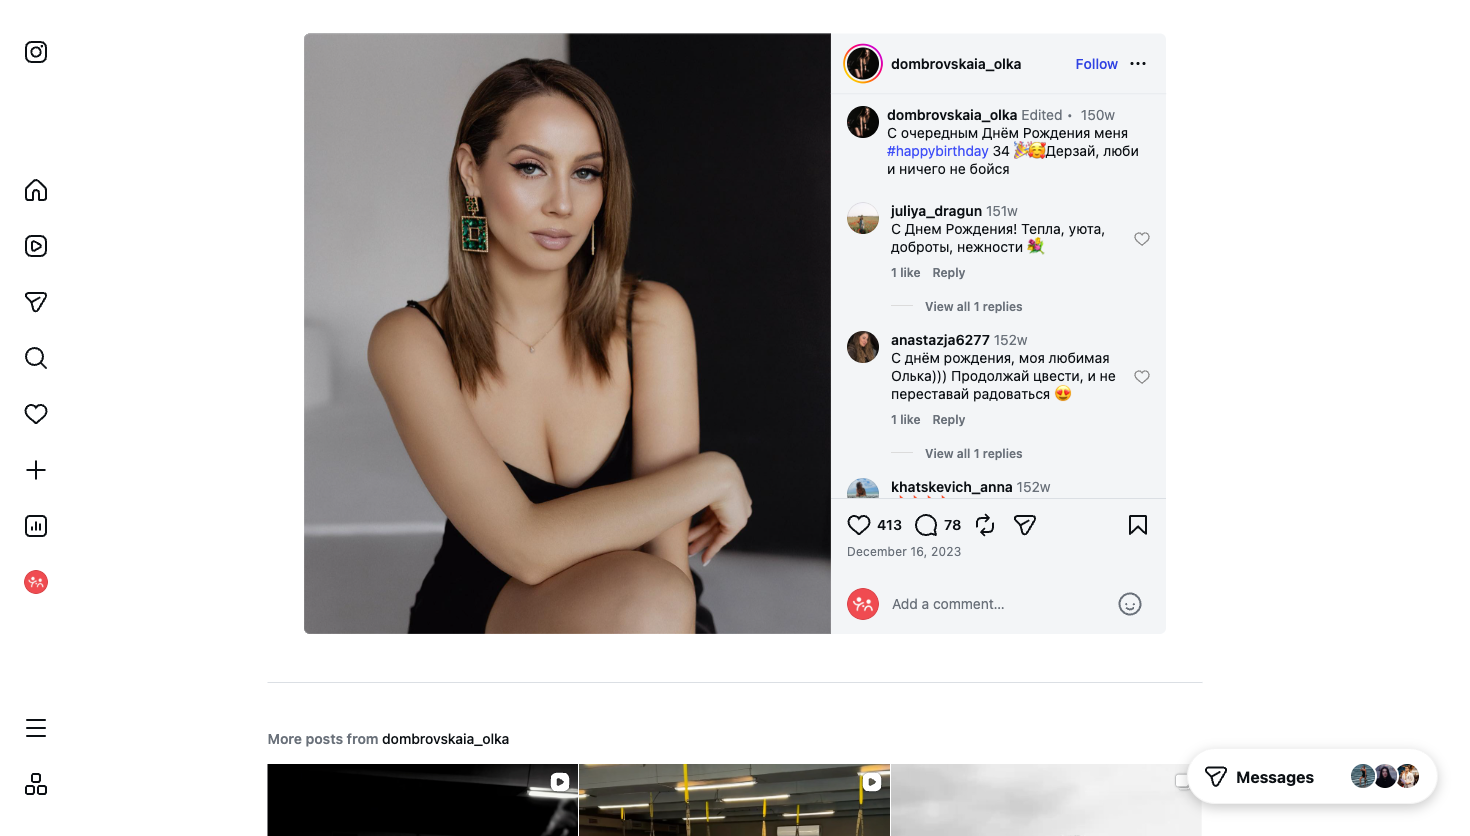 dombrovskaia_olka
Follow
dombrovskaia_olka Edited • 150w
С очередным Днём Рождения меня
#happybirthday 34 🎉🥰Дерзай, люби
и ничего не бойся
juliya_dragun 151w
С Днем Рождения! Тепла, уюта,
доброты, нежности 💐
1 like Reply
View all 1 replies
anastazja6277 152w
С днём рождения, моя любимая
Олька))) Продолжай цвести, и не
переставай радоваться 😍
1 like Reply
View all 1 replies
khatskevich_anna 152w
413 78
December 16, 2023
Add a comment...
More posts from dombrovskaia_olka
Messages